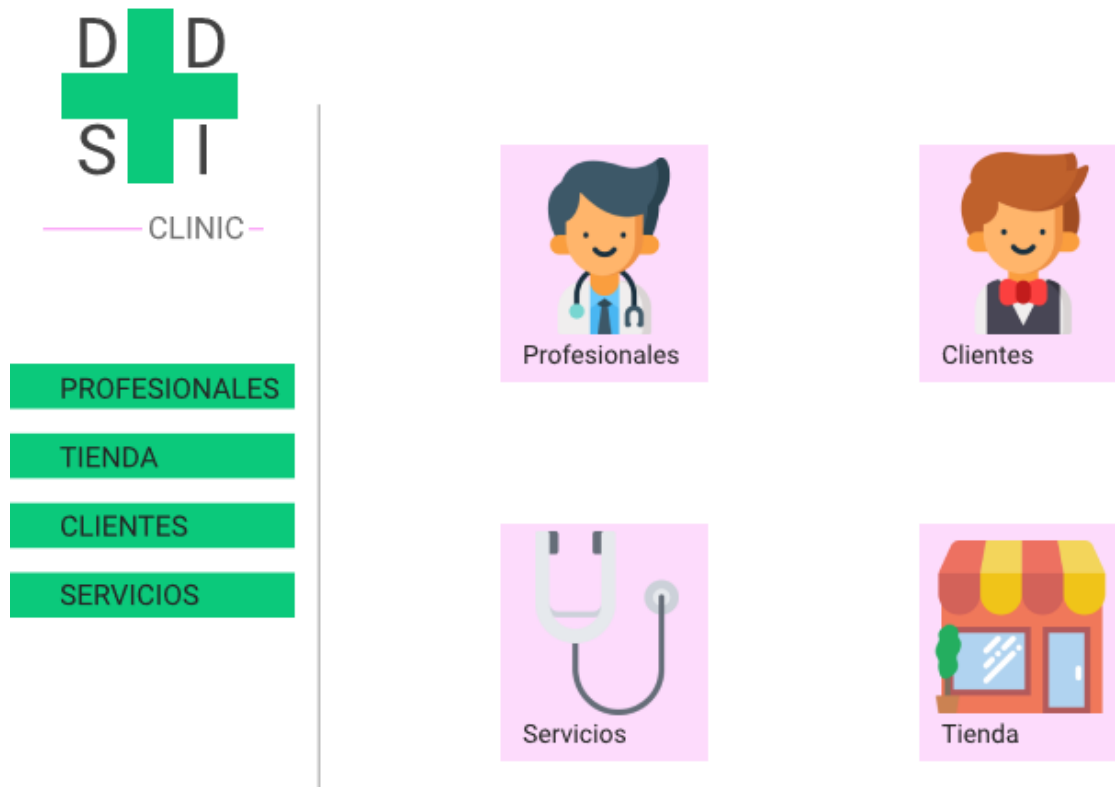 D D
S I
CLINIC
PROFESIONALES
TIENDA
CLIENTES
SERVICIOS
Profesionales
Clientes
Servicios
Tienda